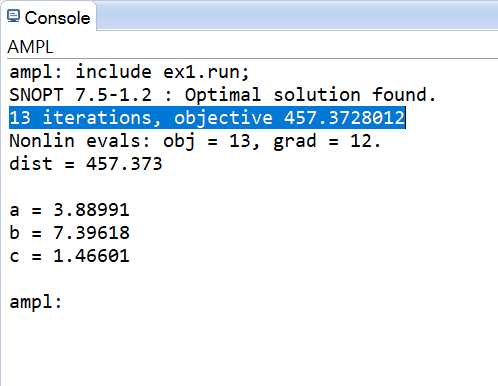 Console
AMPL
ampl: include ex1.run;
SNOPT 7.5-1.2 : Optimal solution found.
13 iterations, objective 457.3728012
Nonlin evals: obj = 13, grad = 12.
dist = 457.373
a = 3.88991
b = 7.39618
c = 1.46601
ampl: